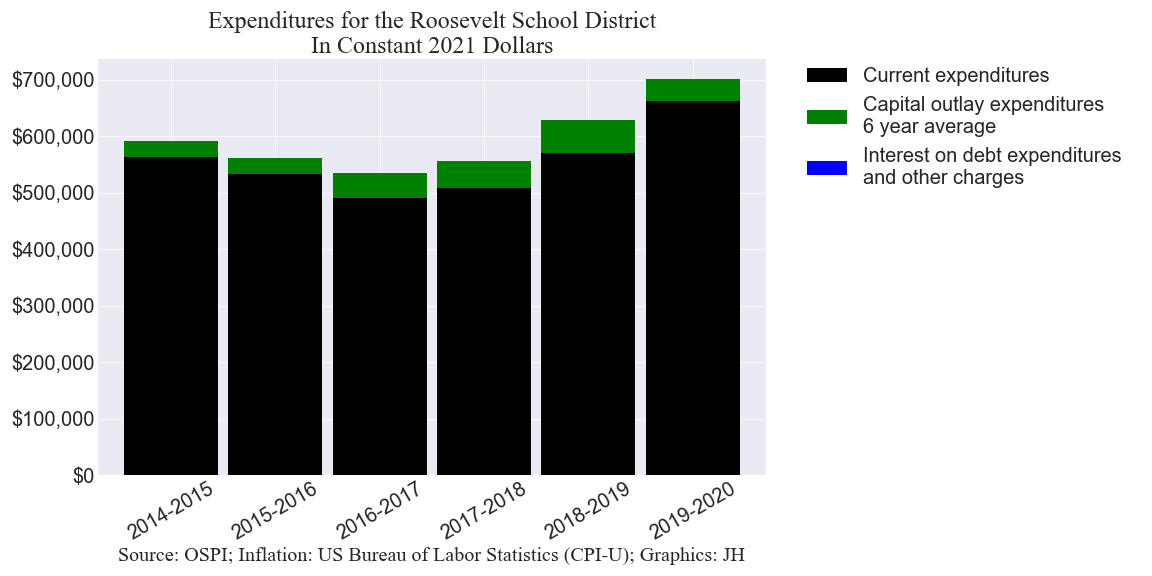 Expenditures for the Roosevelt School District
In Constant 2021 Dollars
$700,000
$600,000
$500,000
$400,000
$300,000
$200,000
$100,000
$0
2014-2015
2015-2016
2016-2017
2017-2018
2018-2019
2019-2020
Current expenditures
Capital outlay expenditures
6 year average
Interest on debt expenditures
and other charges
Source: OSPI; Inflation: US Bureau of Labor Statistics (CPI-U); Graphics: JH